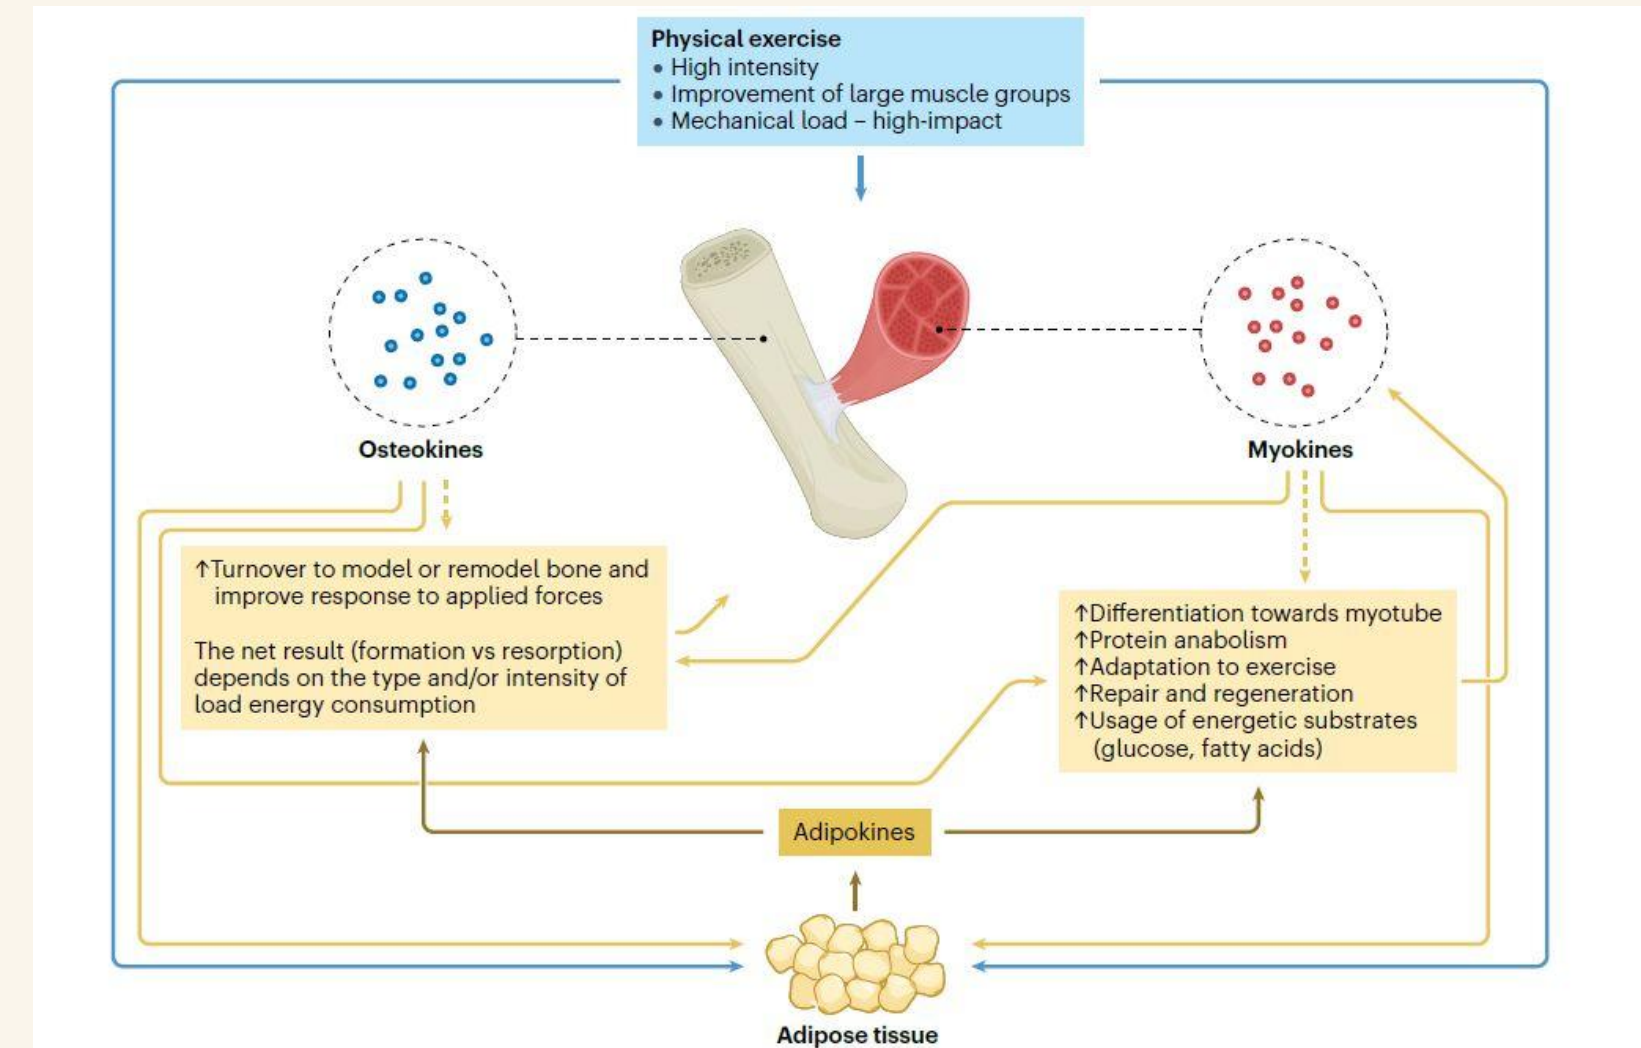 Physical exercise
• High intensity
• Improvement of large muscle groups
• Mechanical load – high-impact
Osteokines
Myokines
↑Turnover to model or remodel bone and
improve response to applied forces
The net result (formation vs resorption)
depends on the type and/or intensity of
load energy consumption
↑Differentiation towards myotube
↑Protein anabolism
↑Adaptation to exercise
↑Repair and regeneration
↑Usage of energetic substrates
(glucose, fatty acids)
Adipokines
Adipose tissue